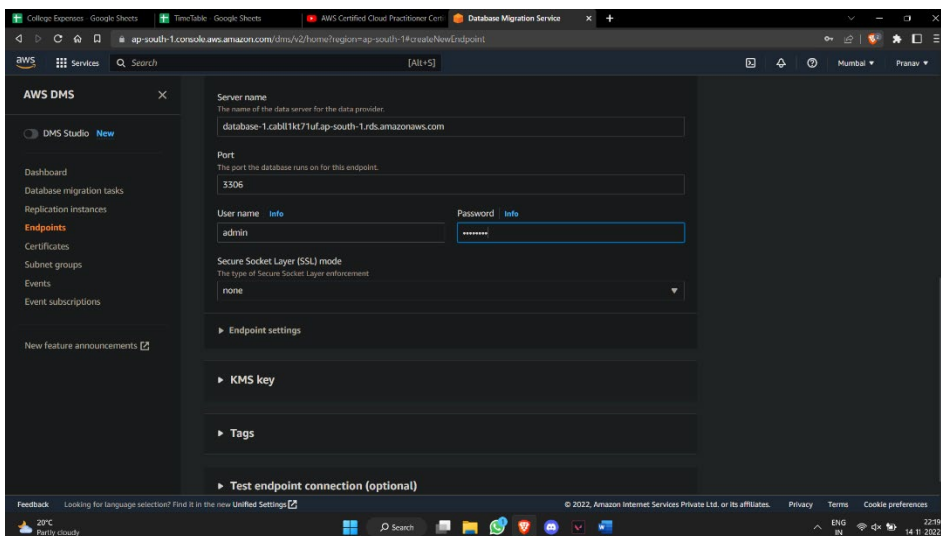 College Expenses - Google Sheets
TimeTable - Google Sheets
AWS Certified Cloud Practitioner Certi
Database Migration Service
ap-south-1.console.aws.amazon.com/dms/v2/home?region=ap-south-1#createNewEndpoint
aws
Services
Search
[Alt+S]
Mumbai
Pranav
AWS DMS
DMS Studio New
Dashboard
Database migration tasks
Replication instances
Endpoints
Certificates
Subnet groups
Events
Event subscriptions
New feature announcements
Server name
The name of the data server for the data provider.
database-1.cabll1kt71uf.ap-south-1.rds.amazonaws.com
Port
The port the database runs on for this endpoint.
3306
User name Info
Password Info
admin
••••••••
Secure Socket Layer (SSL) mode
The type of Secure Socket Layer enforcement
none
Endpoint settings
KMS key
Tags
Test endpoint connection (optional)
Feedback
Looking for language selection? Find it in the new Unified Settings
© 2022, Amazon Internet Services Private Ltd. or its affiliates.
Privacy
Terms
Cookie preferences
20°C
Partly cloudy
Search
ENG
IN
22:19
14-11-2022